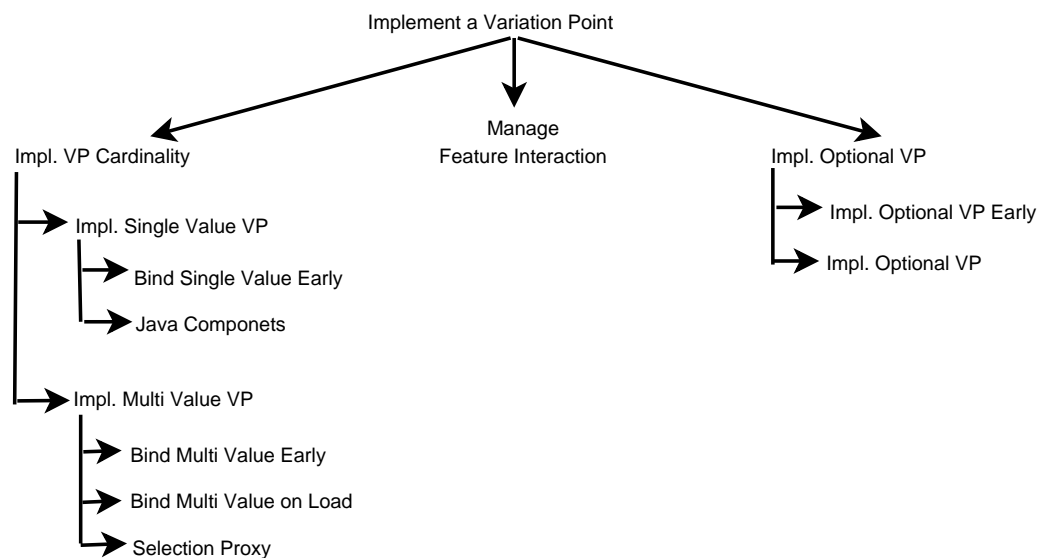 Implement a Variation Point
Manage
Feature Interaction
Impl. VP Cardinality
Impl. Optional VP
Impl. Single Value VP
Impl. Optional VP Early
Bind Single Value Early
Impl. Optional VP
Java Componets
Impl. Multi Value VP
Bind Multi Value Early
Bind Multi Value on Load
Selection Proxy